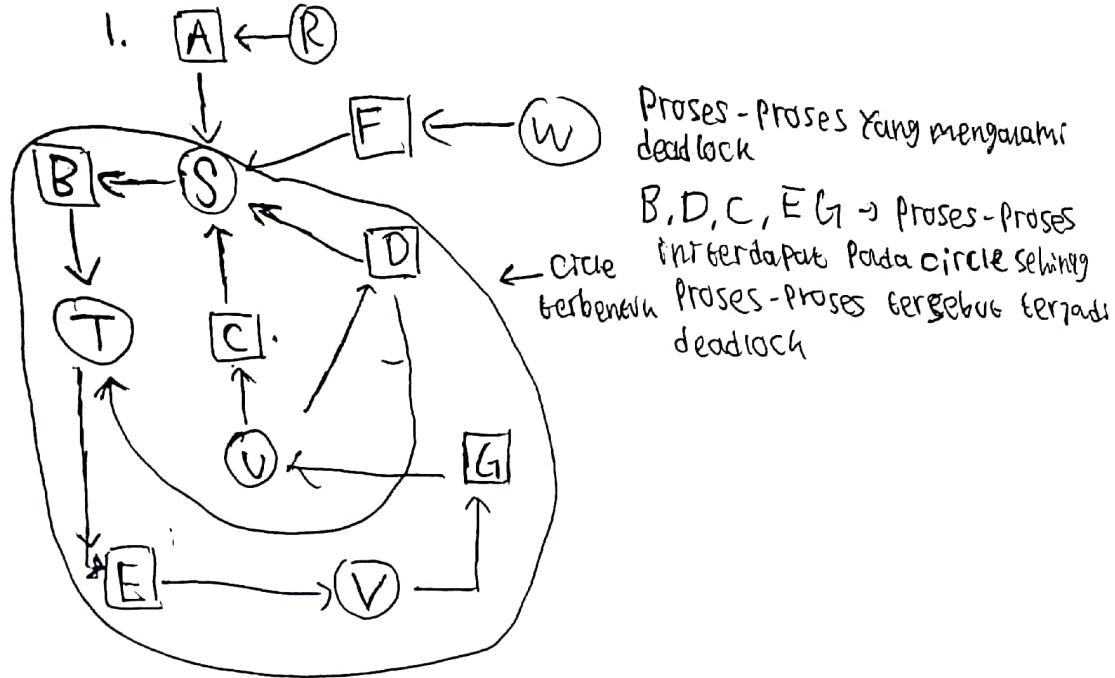 1. A R
F W
B S
D
T C.
U G
E V
Proses-Proses Yang mengalami
deadlock
B, D, C, E G → Proses-Proses
ini terdapat Pada circle sehingg
Proses-Proses tersebut terjadi
deadlock
← circle
terbentuk